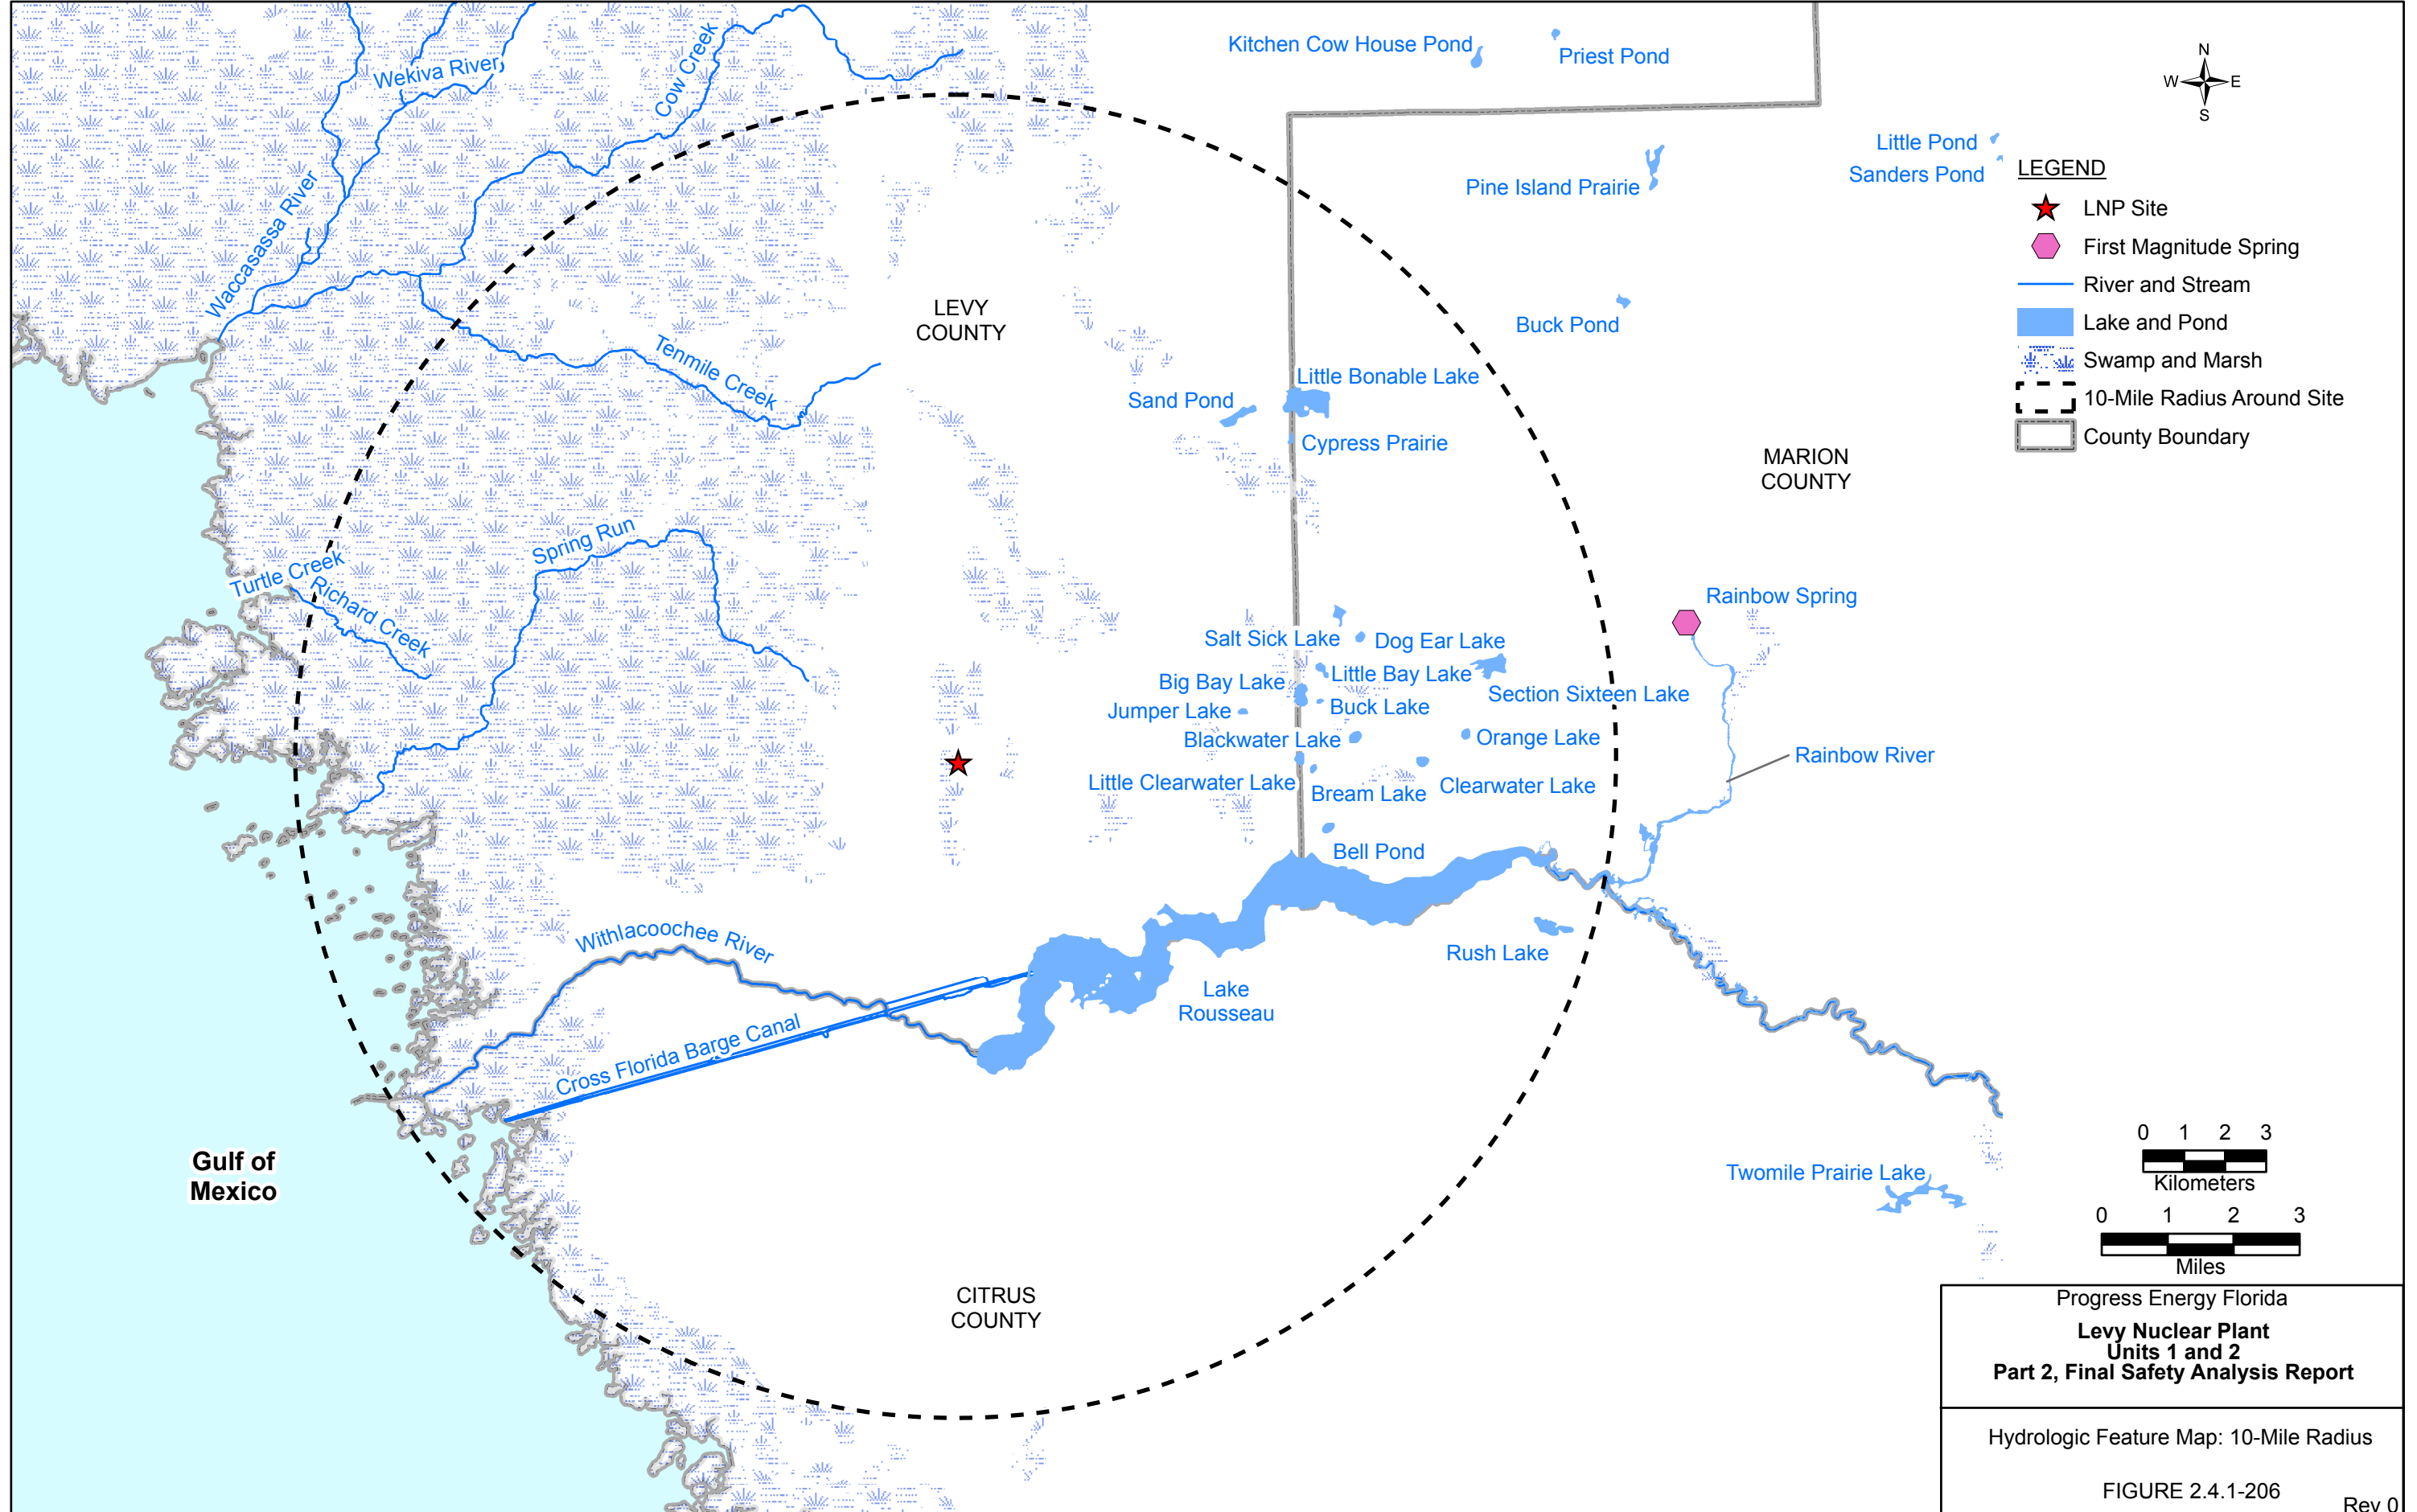 Kitchen Cow House Pond
Priest Pond
N
W
E
S
Wekiva River
Cow Creek
Little Pond
Sanders Pond
Pine Island Prairie
LEGEND
LNP Site
First Magnitude Spring
River and Stream
Lake and Pond
Swamp and Marsh
10-Mile Radius Around Site
County Boundary
Waccasassa River
LEVY
COUNTY
Buck Pond
Tenmile Creek
Little Bonable Lake
Sand Pond
Cypress Prairie
MARION
COUNTY
Spring Run
Turtle Creek
Richard Creek
Rainbow Spring
Salt Sick Lake
Dog Ear Lake
Little Bay Lake
Big Bay Lake
Section Sixteen Lake
Jumper Lake
Buck Lake
Blackwater Lake
Orange Lake
Rainbow River
Little Clearwater Lake
Bream Lake
Clearwater Lake
Bell Pond
Withlacoochee River
Rush Lake
Lake
Rousseau
Cross Florida Barge Canal
Gulf of
Mexico
Twomile Prairie Lake
0 1 2 3
Kilometers
0 1 2 3
Miles
CITRUS
COUNTY
Progress Energy Florida
Levy Nuclear Plant
Units 1 and 2
Part 2, Final Safety Analysis Report
Hydrologic Feature Map: 10-Mile Radius
FIGURE 2.4.1-206
Rev 0